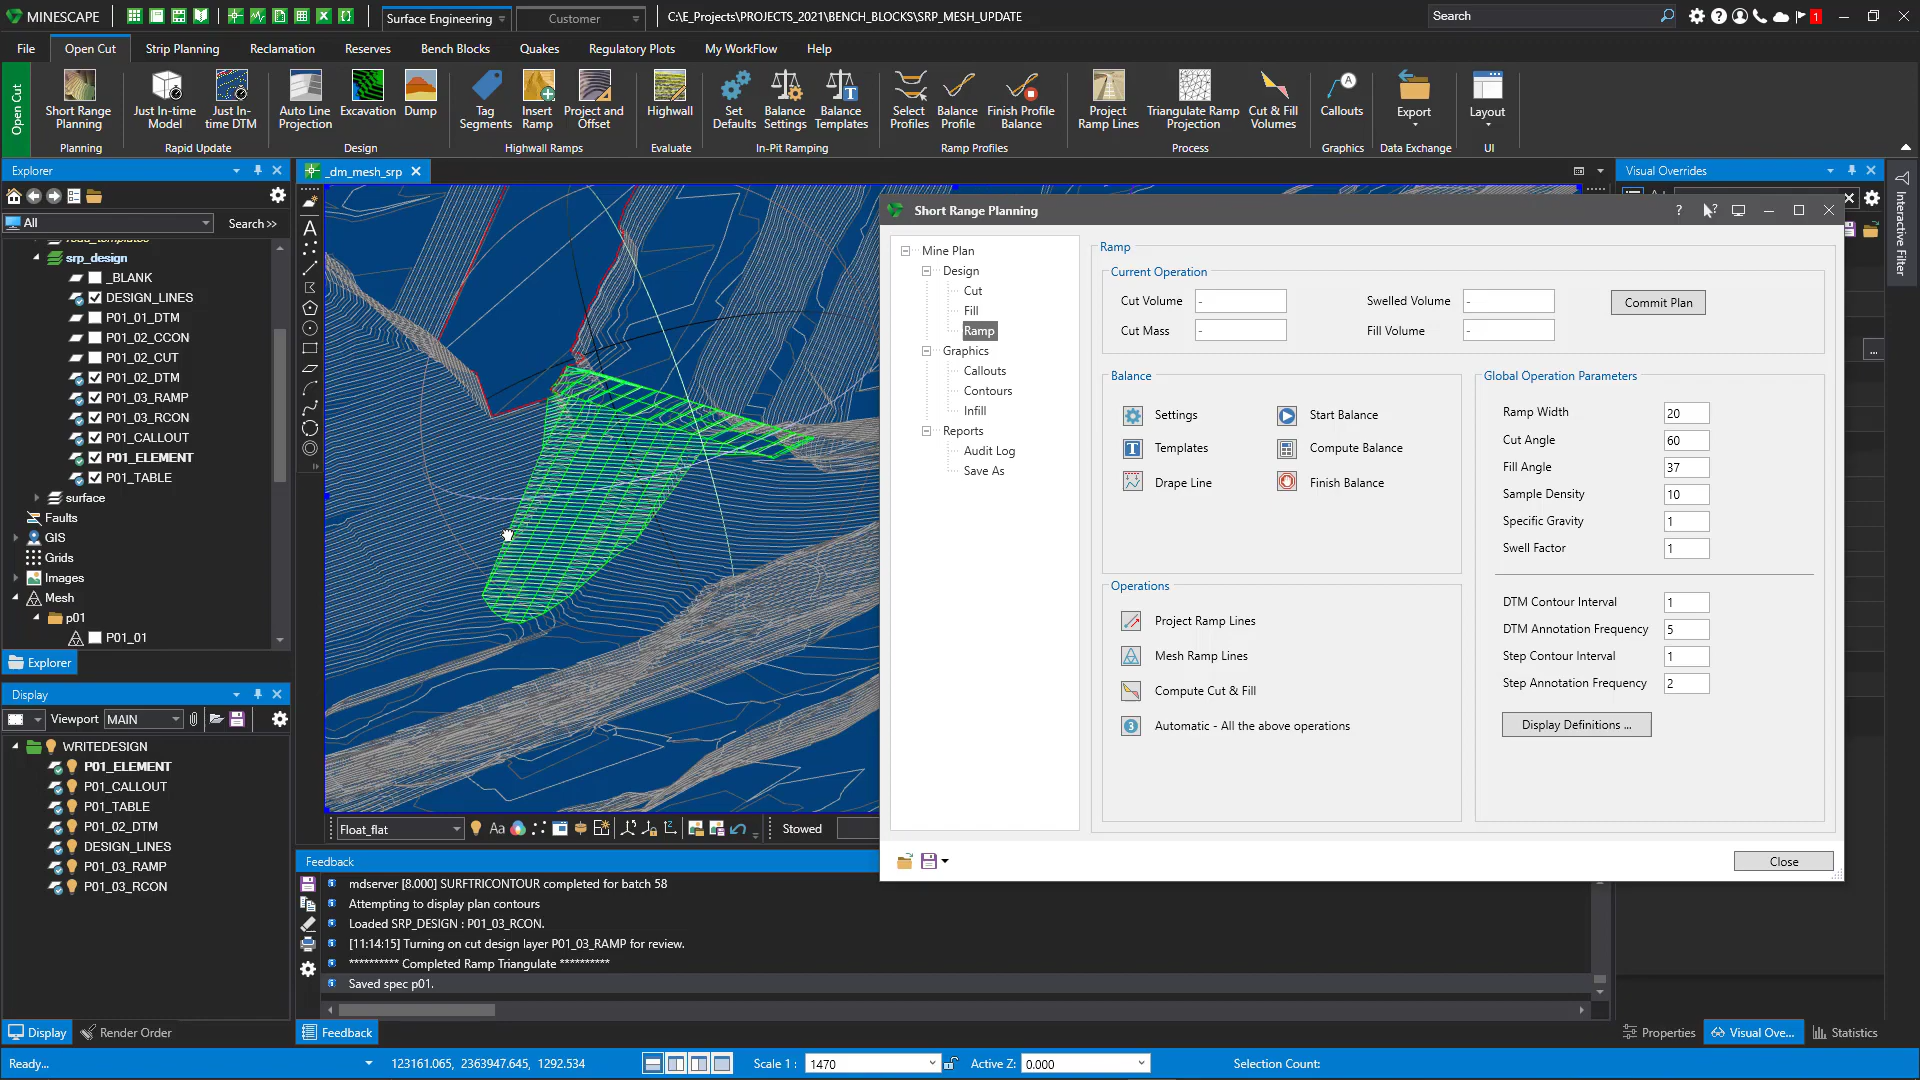 MINESCAPE
Surface Engineering
Customer
C:\E_Projects\PROJECTS_2021\BENCH_BLOCKS\SRP_MESH_UPDATE
Search
1
File
Open Cut
Strip Planning
Reclamation
Reserves
Bench Blocks
Quakes
Regulatory Plots
My WorkFlow
Help
Open Cut
Short Range Planning
Just In-time Model
Just In-time DTM
Auto Line Projection
Excavation
Dump
Tag Segments
Insert Ramp
Project and Offset
Highwall
Set Defaults
Balance Settings
Balance Templates
Select Profiles
Balance Profile
Finish Profile Balance
Project Ramp Lines
Triangulate Ramp Projection
Cut & Fill Volumes
Callouts
Export
Layout
Planning
Rapid Update
Design
Highwall Ramps
Evaluate
In-Pit Ramping
Ramp Profiles
Process
Graphics
Data Exchange
UI
Explorer
All
Search>>
srp_design
_BLANK
DESIGN_LINES
P01_01_DTM
P01_02_CCON
P01_02_CUT
P01_02_DTM
P01_03_RAMP
P01_03_RCON
P01_CALLOUT
P01_ELEMENT
P01_TABLE
surface
Faults
GIS
Grids
Images
Mesh
p01
P01_01
Explorer
Display
Viewport
MAIN
WRITEDESIGN
P01_ELEMENT
P01_CALLOUT
P01_TABLE
P01_02_DTM
DESIGN_LINES
P01_03_RAMP
P01_03_RCON
Display
Render Order
_dm_mesh_srp
Float_flat
Aa
Stowed
Feedback
mdserver [8.000] SURFTRICONTOUR completed for batch 58
Attempting to display plan contours
Loaded SRP_DESIGN : P01_03_RCON.
[11:14:15] Turning on cut design layer P01_03_RAMP for review.
********** Completed Ramp Triangulate **********
Saved spec p01.
Feedback
Short Range Planning
Mine Plan
Design
Cut
Fill
Ramp
Graphics
Callouts
Contours
Infill
Reports
Audit Log
Save As
Ramp
Current Operation
Cut Volume -
Swelled Volume -
Commit Plan
Cut Mass -
Fill Volume -
Balance
Settings
Start Balance
Templates
Compute Balance
Drape Line
Finish Balance
Operations
Project Ramp Lines
Mesh Ramp Lines
Compute Cut & Fill
Automatic - All the above operations
Global Operation Parameters
Ramp Width 20
Cut Angle 60
Fill Angle 37
Sample Density 10
Specific Gravity 1
Swell Factor 1
DTM Contour Interval 1
DTM Annotation Frequency 5
Step Contour Interval 1
Step Annotation Frequency 2
Display Definitions ...
Close
Visual Overrides
Interactive Filter
...
Properties
Visual Ove...
Statistics
Ready...
123161.065, 2363947.645, 1292.534
Scale 1 : 1470
Active Z: 0.000
Selection Count: